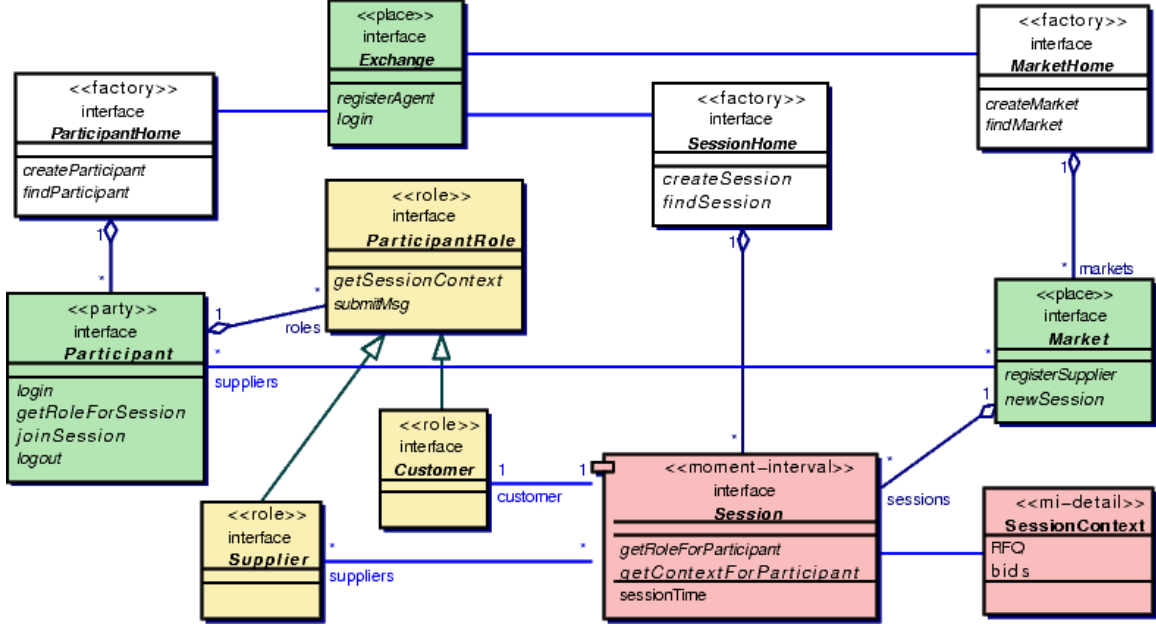 <<place>>
interface
Exchange
registerAgent
login
<<factory>>
interface
MarketHome
createMarket
findMarket
<<factory>>
interface
ParticipantHome
createParticipant
findParticipant
<<factory>>
interface
SessionHome
createSession
findSession
<<role>>
interface
ParticipantRole
getSessionContext
submitMsg
1
*
1
*
markets
1
*
roles
1
*
<<party>>
interface
Participant
login
getRoleForSession
joinSession
logout
<<place>>
interface
Market
registerSupplier
newSession
*
suppliers
*
1
*
sessions
<<role>>
interface
Customer
1
customer
1
<<role>>
interface
Supplier
*
suppliers
*
<<moment-interval>>
interface
Session
getRoleForParticipant
getContextForParticipant
sessionTime
<<mi-detail>>
SessionContext
RFQ
bids